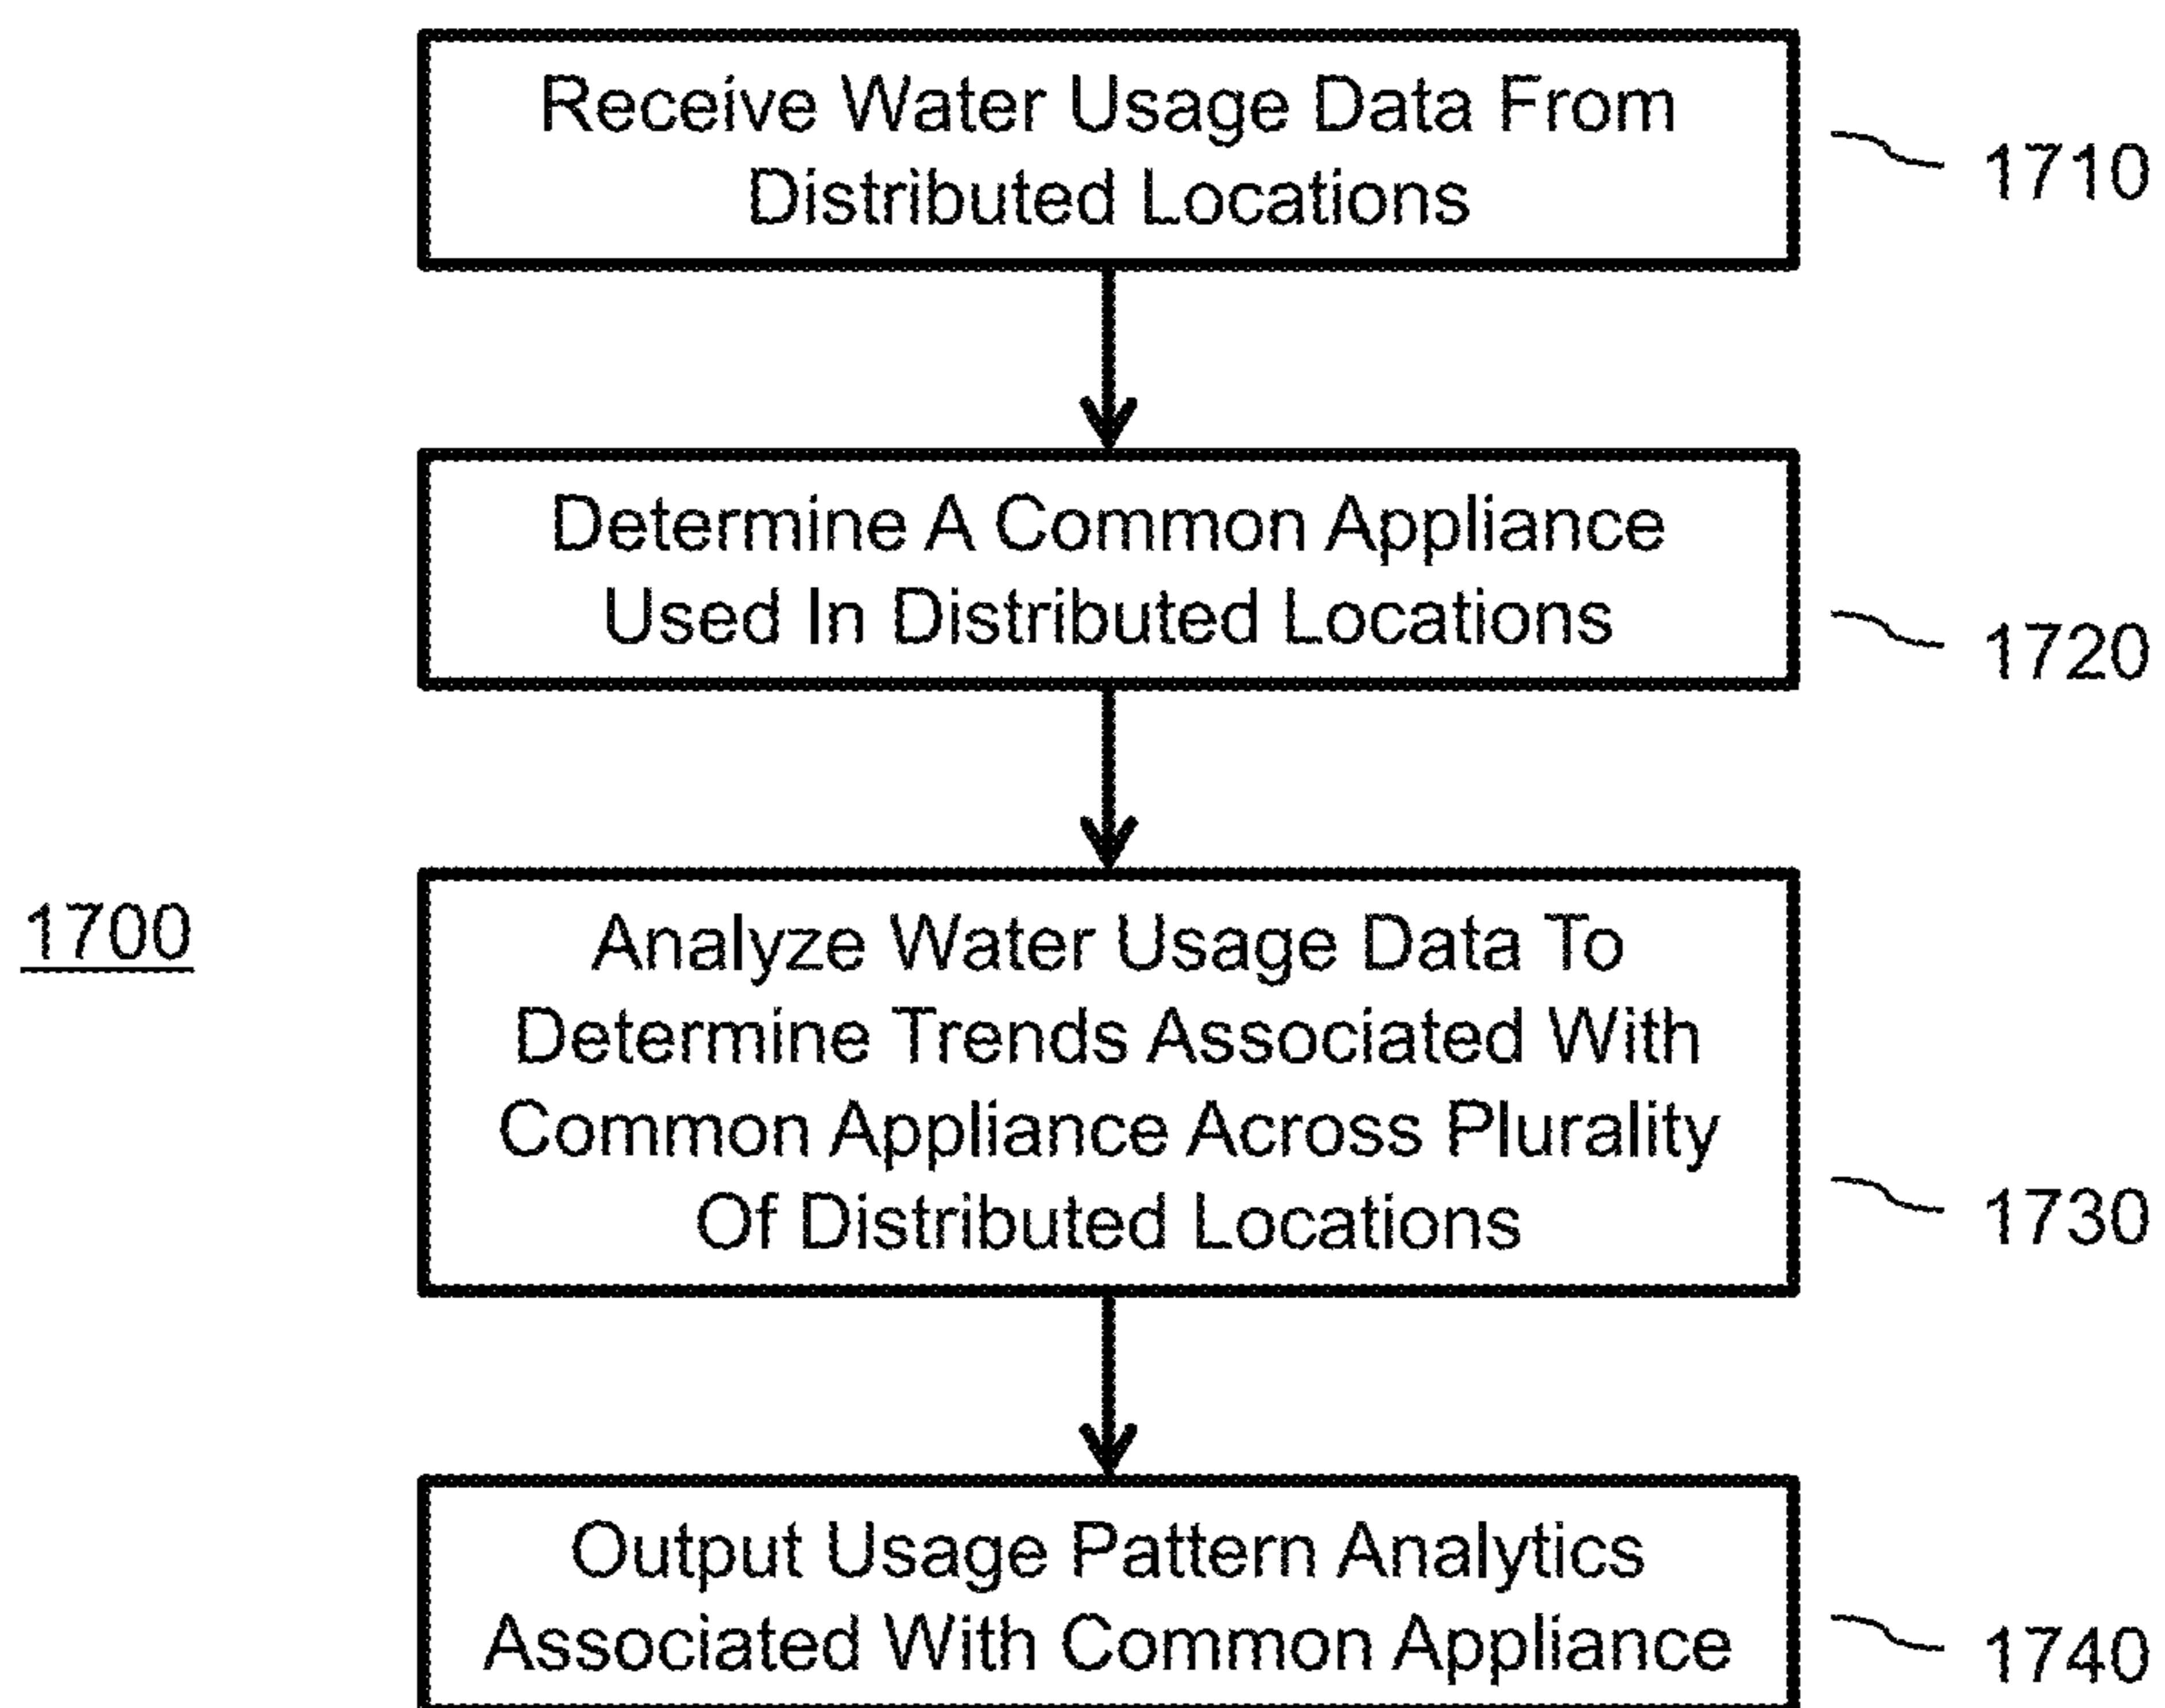 Receive Water Usage Data From
Distributed Locations
1710
Determine A Common Appliance
Used In Distributed Locations
1720
1700
Analyze Water Usage Data To
Determine Trends Associated With
Common Appliance Across Plurality
Of Distributed Locations
1730
Output Usage Pattern Analytics
Associated With Common Appliance
1740